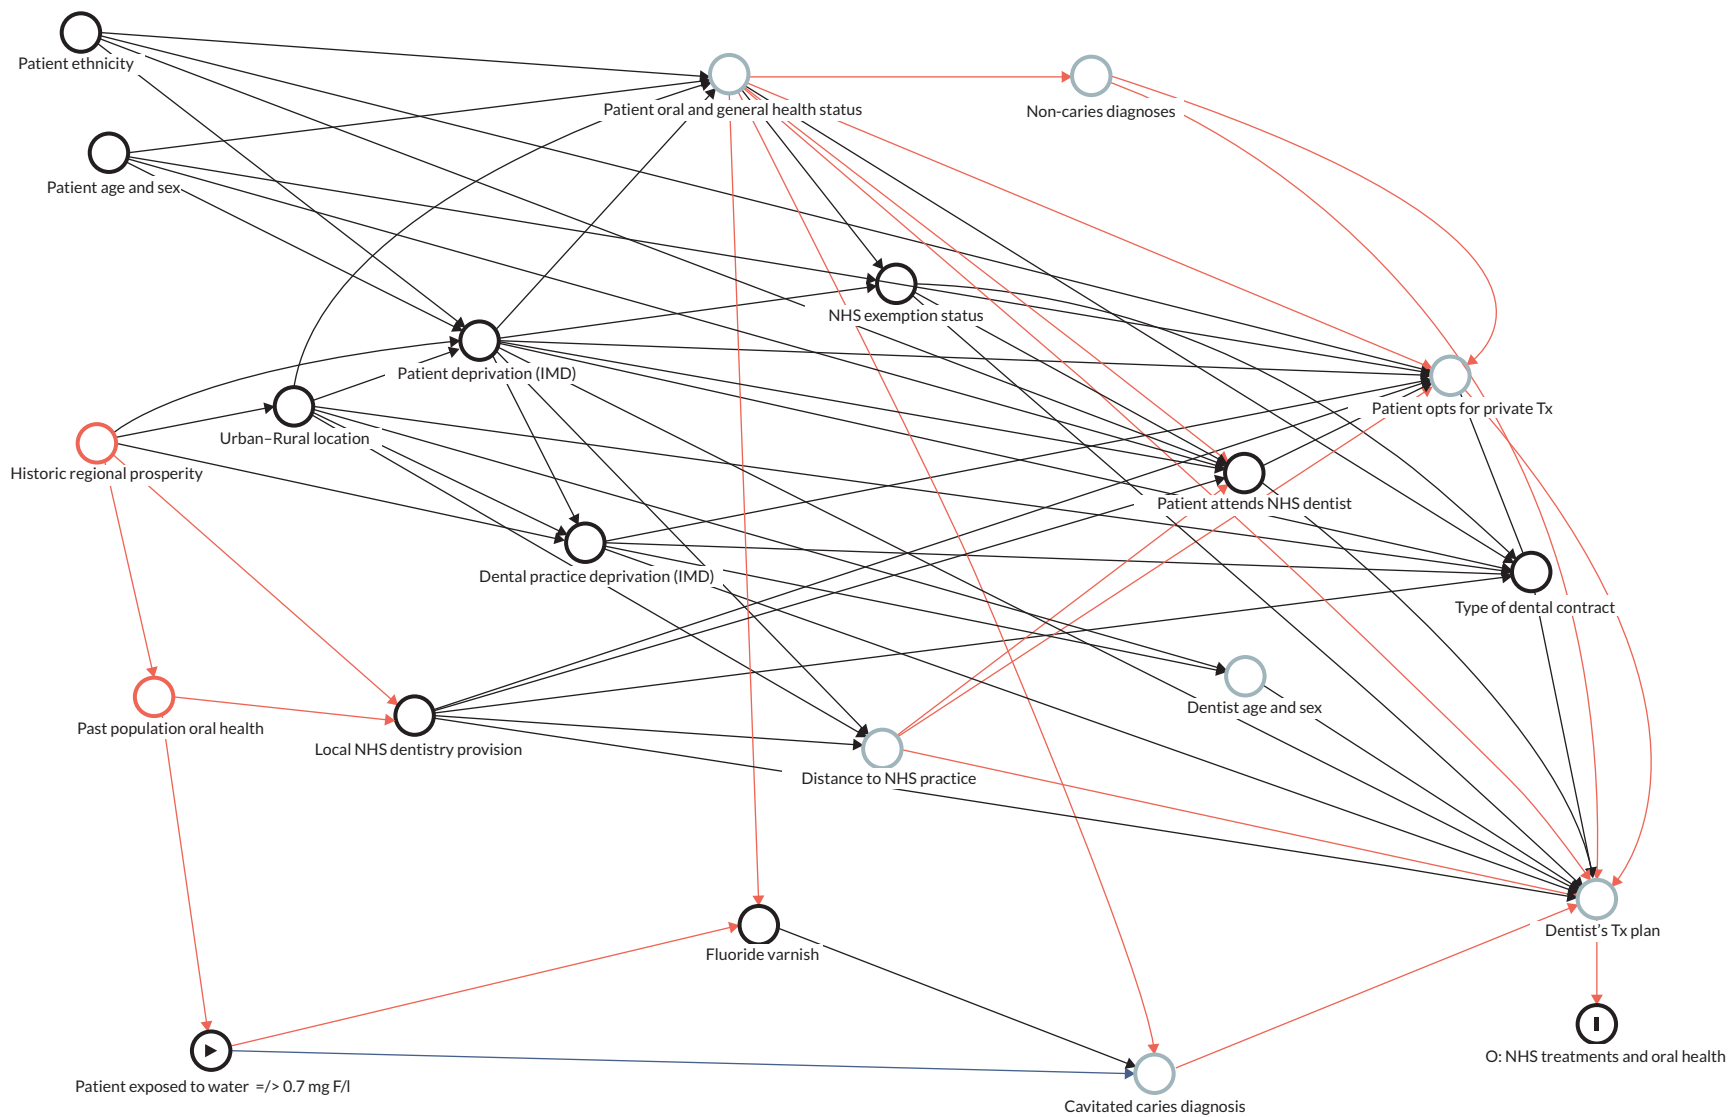 Patient ethnicity
Patient oral and general health status
Non-caries diagnoses
Patient age and sex
NHS exemption status
Patient deprivation (IMD)
Patient opts for private Tx
Urban–Rural location
Historic regional prosperity
Patient attends NHS dentist
Dental practice deprivation (IMD)
Type of dental contract
Dentist age and sex
Past population oral health
Local NHS dentistry provision
Distance to NHS practice
Dentist's Tx plan
Fluoride varnish
O: NHS treatments and oral health
Patient exposed to water =/> 0.7 mg F/l
Cavitated caries diagnosis